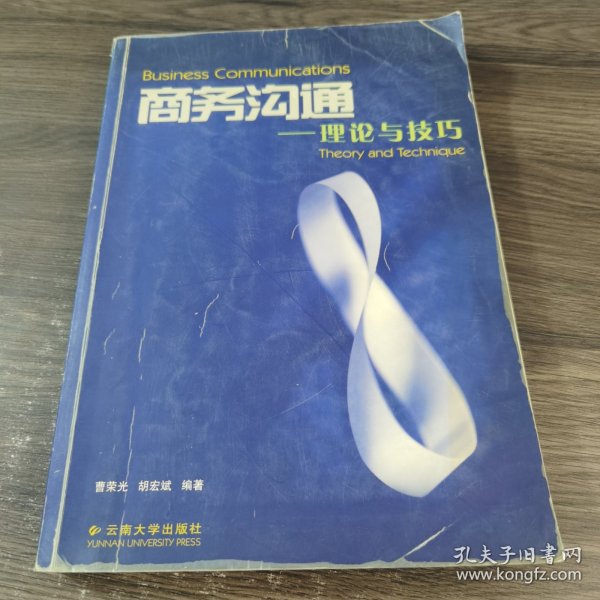 Business Communications
商务沟通
——理论与技巧
Theory and Technique
曹荣光 胡宏斌 编著
云南大学出版社
YUNNAN UNIVERSITY PRESS
孔夫子旧书网
www.kongfz.com